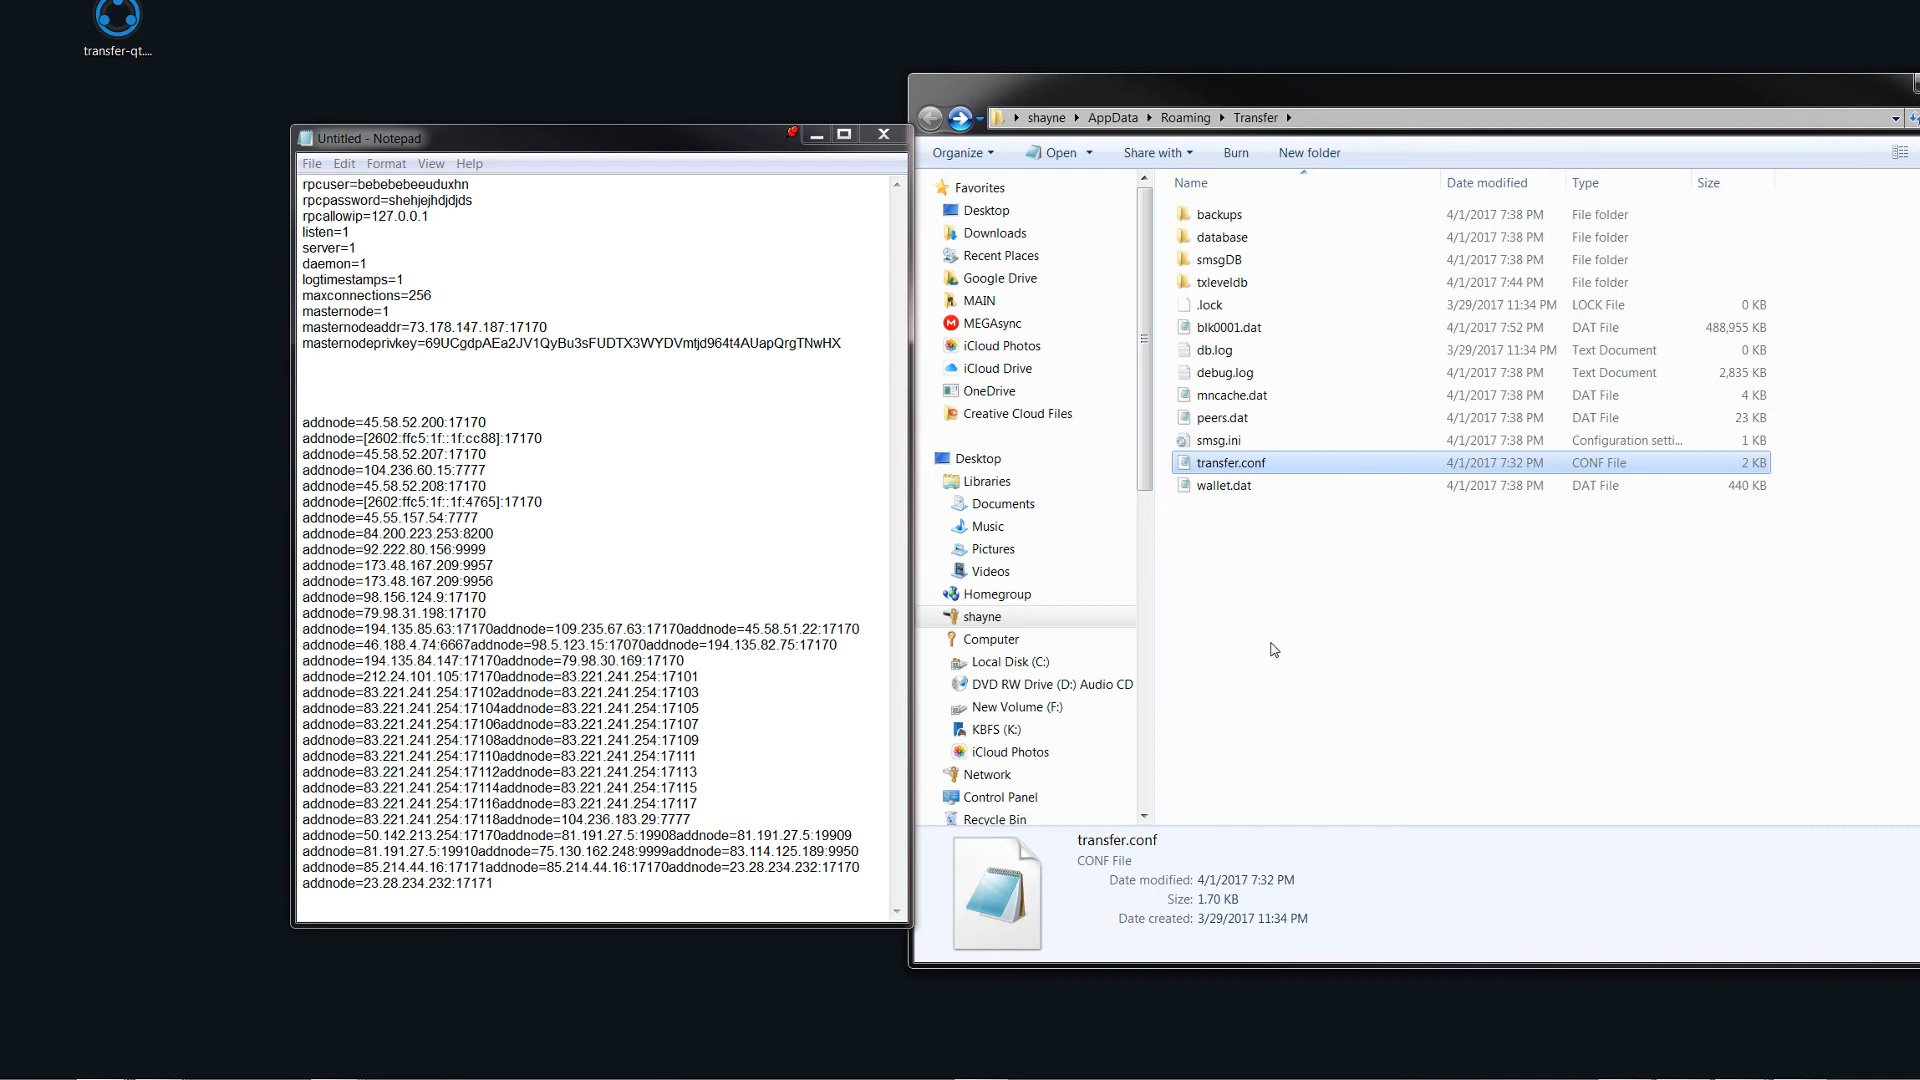 transfer-qt....
Untitled - Notepad
File Edit Format View Help
rpcuser=bebebebeeuduxhn
rpcpassword=shehjejhdjdjds
rpcallowip=127.0.0.1
listen=1
server=1
daemon=1
logtimestamps=1
maxconnections=256
masternode=1
masternodeaddr=73.178.147.187:17170
masternodeprivkey=69UCgdpAEa2JV1QyBu3sFUDTX3WYDVmtjd964t4AUapQrgTNwHX
addnode=45.58.52.200:17170
addnode=[2602:ffc5:1f::1f:cc88]:17170
addnode=45.58.52.207:17170
addnode=104.236.60.15:7777
addnode=45.58.52.208:17170
addnode=[2602:ffc5:1f::1f:4765]:17170
addnode=45.55.157.54:7777
addnode=84.200.223.253:8200
addnode=92.222.80.156:9999
addnode=173.48.167.209:9957
addnode=173.48.167.209:9956
addnode=98.156.124.9:17170
addnode=79.98.31.198:17170
addnode=194.135.85.63:17170addnode=109.235.67.63:17170addnode=45.58.51.22:17170
addnode=46.188.4.74:6667addnode=98.5.123.15:17070addnode=194.135.82.75:17170
addnode=194.135.84.147:17170addnode=79.98.30.169:17170
addnode=212.24.101.105:17170addnode=83.221.241.254:17101
addnode=83.221.241.254:17102addnode=83.221.241.254:17103
addnode=83.221.241.254:17104addnode=83.221.241.254:17105
addnode=83.221.241.254:17106addnode=83.221.241.254:17107
addnode=83.221.241.254:17108addnode=83.221.241.254:17109
addnode=83.221.241.254:17110addnode=83.221.241.254:17111
addnode=83.221.241.254:17112addnode=83.221.241.254:17113
addnode=83.221.241.254:17114addnode=83.221.241.254:17115
addnode=83.221.241.254:17116addnode=83.221.241.254:17117
addnode=83.221.241.254:17118addnode=104.236.183.29:7777
addnode=50.142.213.254:17170addnode=81.191.27.5:19908addnode=81.191.27.5:19909
addnode=81.191.27.5:19910addnode=75.130.162.248:9999addnode=83.114.125.189:9950
addnode=85.214.44.16:17171addnode=85.214.44.16:17170addnode=23.28.234.232:17170
addnode=23.28.234.232:17171
shayne AppData Roaming Transfer
Organize Open Share with Burn New folder
Favorites
Desktop
Downloads
Recent Places
Google Drive
MAIN
MEGAsync
iCloud Photos
iCloud Drive
OneDrive
Creative Cloud Files
Desktop
Libraries
Documents
Music
Pictures
Videos
Homegroup
shayne
Computer
Local Disk (C:)
DVD RW Drive (D:) Audio CD
New Volume (F:)
KBFS (K:)
iCloud Photos
Network
Control Panel
Recycle Bin
Name Date modified Type Size
backups 4/1/2017 7:38 PM File folder
database 4/1/2017 7:38 PM File folder
smsgDB 4/1/2017 7:38 PM File folder
txleveldb 4/1/2017 7:44 PM File folder
.lock 3/29/2017 11:34 PM LOCK File 0 KB
blk0001.dat 4/1/2017 7:52 PM DAT File 488,955 KB
db.log 3/29/2017 11:34 PM Text Document 0 KB
debug.log 4/1/2017 7:38 PM Text Document 2,835 KB
mncache.dat 4/1/2017 7:38 PM DAT File 4 KB
peers.dat 4/1/2017 7:38 PM DAT File 23 KB
smsg.ini 4/1/2017 7:38 PM Configuration setti... 1 KB
transfer.conf 4/1/2017 7:32 PM CONF File 2 KB
wallet.dat 4/1/2017 7:38 PM DAT File 440 KB
transfer.conf
CONF File
Date modified: 4/1/2017 7:32 PM
Size: 1.70 KB
Date created: 3/29/2017 11:34 PM